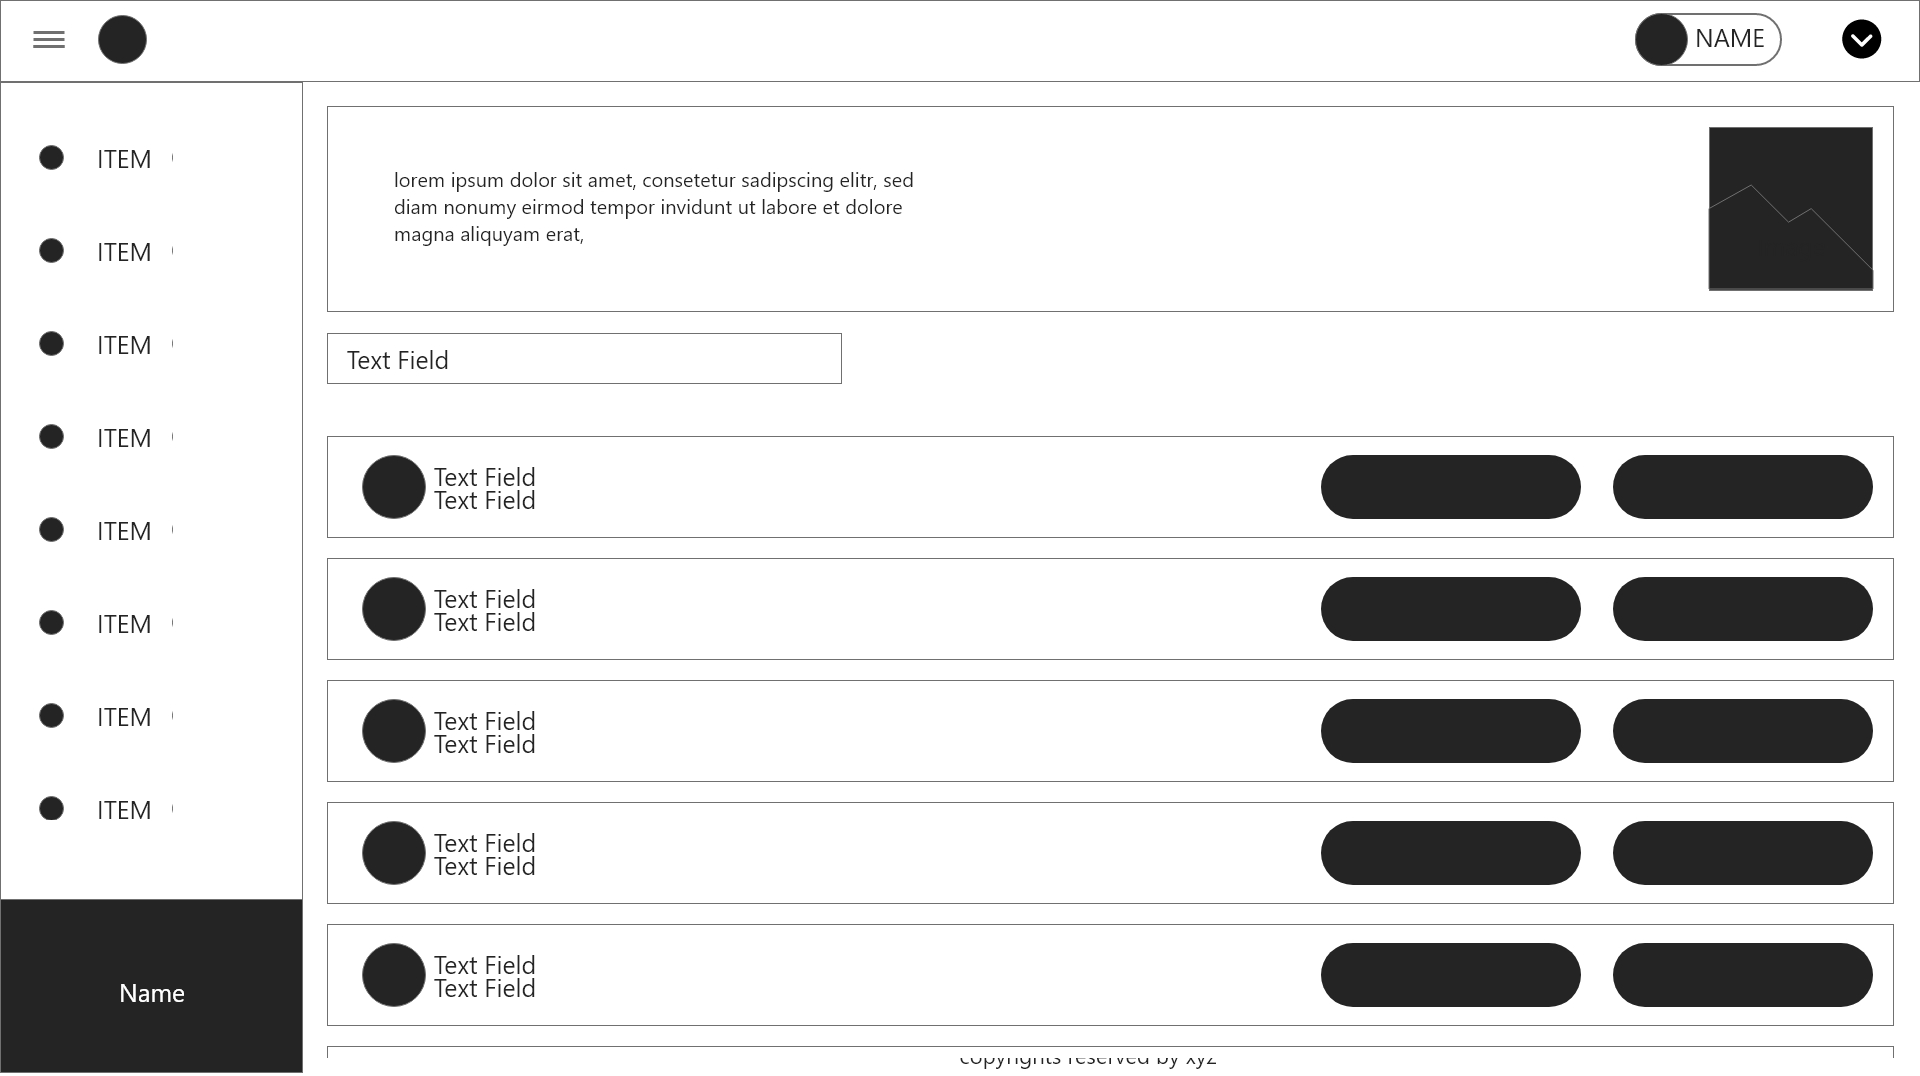 NAME
ITEM
ITEM
ITEM
ITEM
ITEM
ITEM
ITEM
ITEM
Name
lorem ipsum dolor sit amet, consetetur sadipscing elitr, sed
diam nonumy eirmod tempor invidunt ut labore et dolore
magna aliquyam erat,
Text Field
Text Field
Text Field
Text Field
Text Field
Text Field
Text Field
Text Field
Text Field
Text Field
Text Field
copyrights reserved by xyz